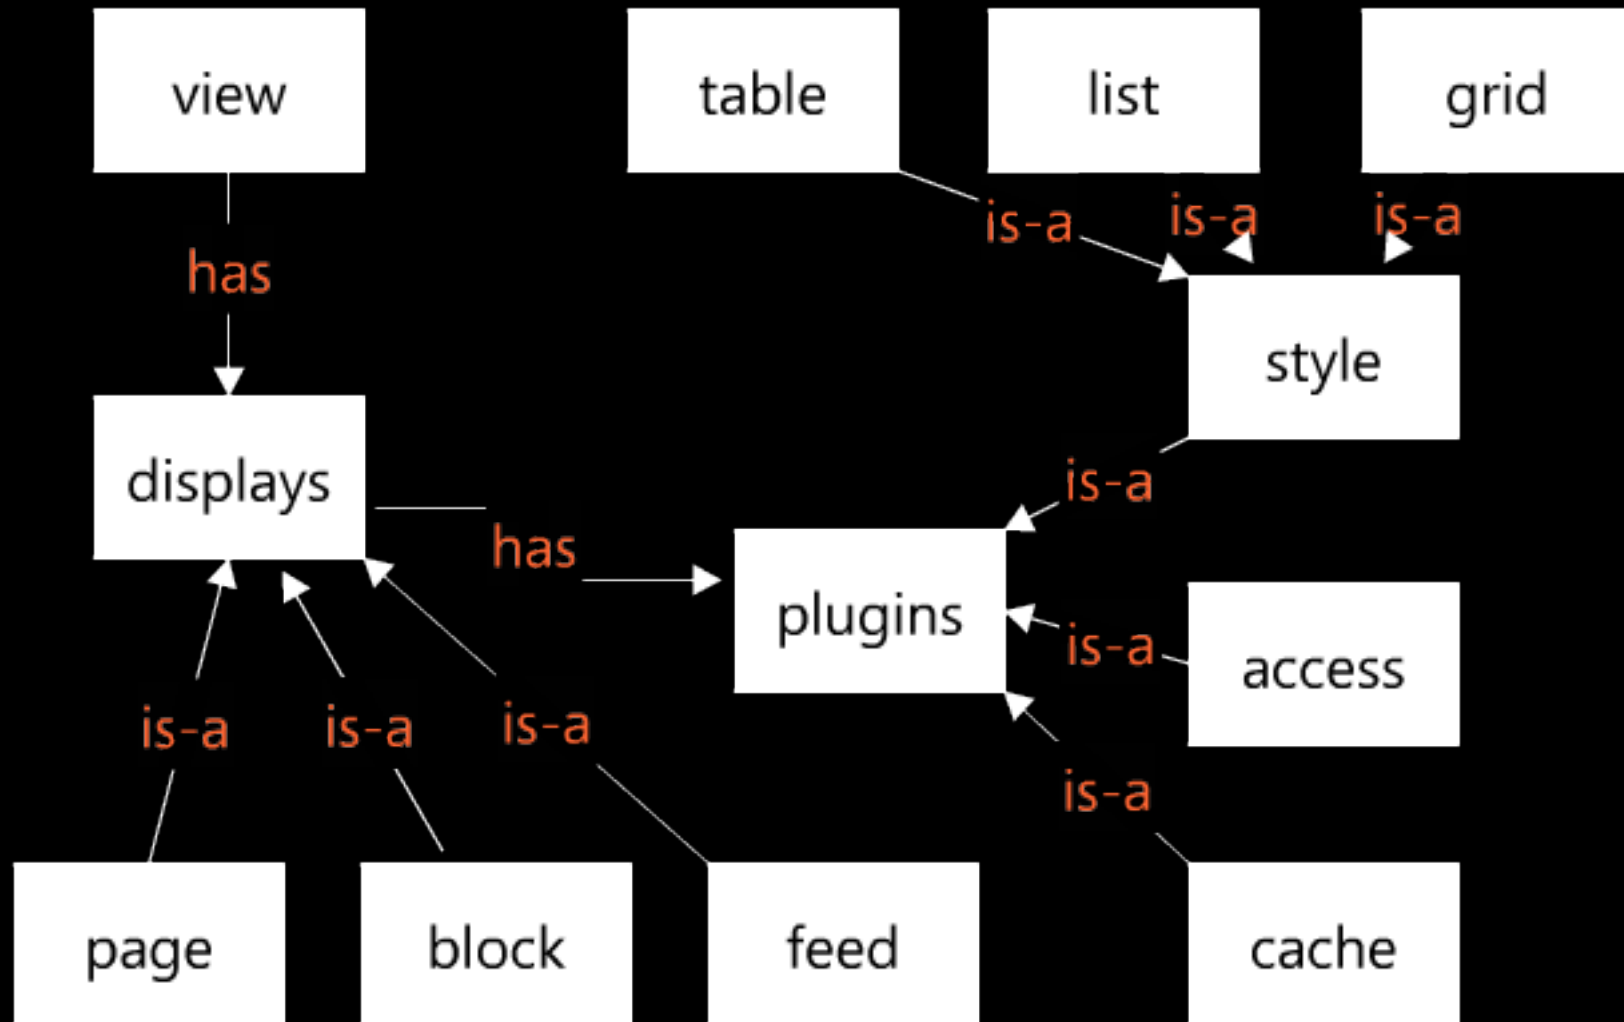 view
table
list
grid
is-a
is-a
is-a
has
style
displays
is-a
has
plugins
is-a
access
is-a
is-a
is-a
is-a
page
block
feed
cache